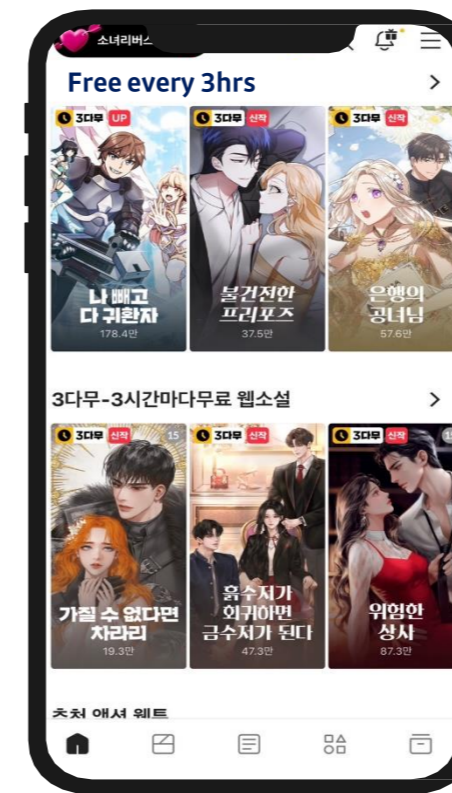 소녀리버스
Free every 3hrs
3다무 UP
3다무 신작
3다무 신작
나 빼고
다 귀환자
178.4만
불건전한
프러포즈
37.5만
은행의
공녀님
57.6만
3다무-3시간마다무료 웹소설
3다무 신작 15
3다무 신작
3다무 신작 15
가질 수 없다면
차라리
19.3만
흙수저가
회귀하면
금수저가 된다
47.3만
위험한
상사
87.3만